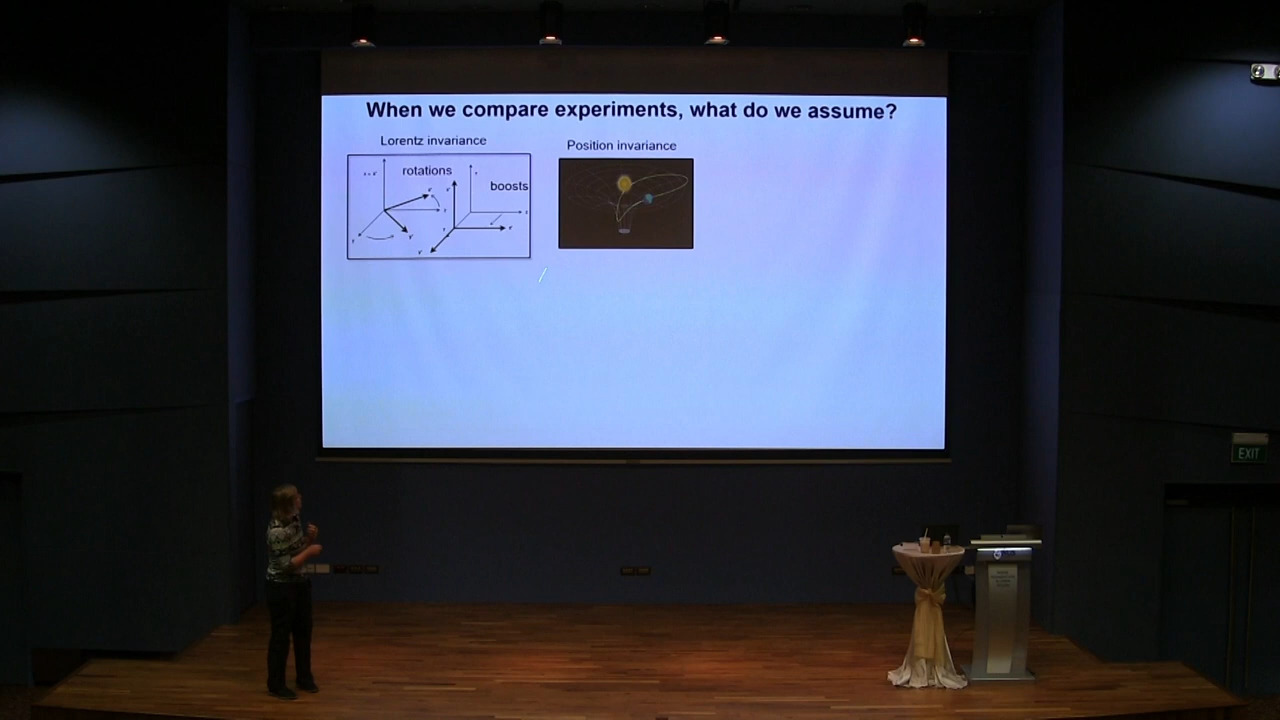 When we compare experiments, what do we assume?
Lorentz invariance
Position invariance
rotations
boosts
EXIT